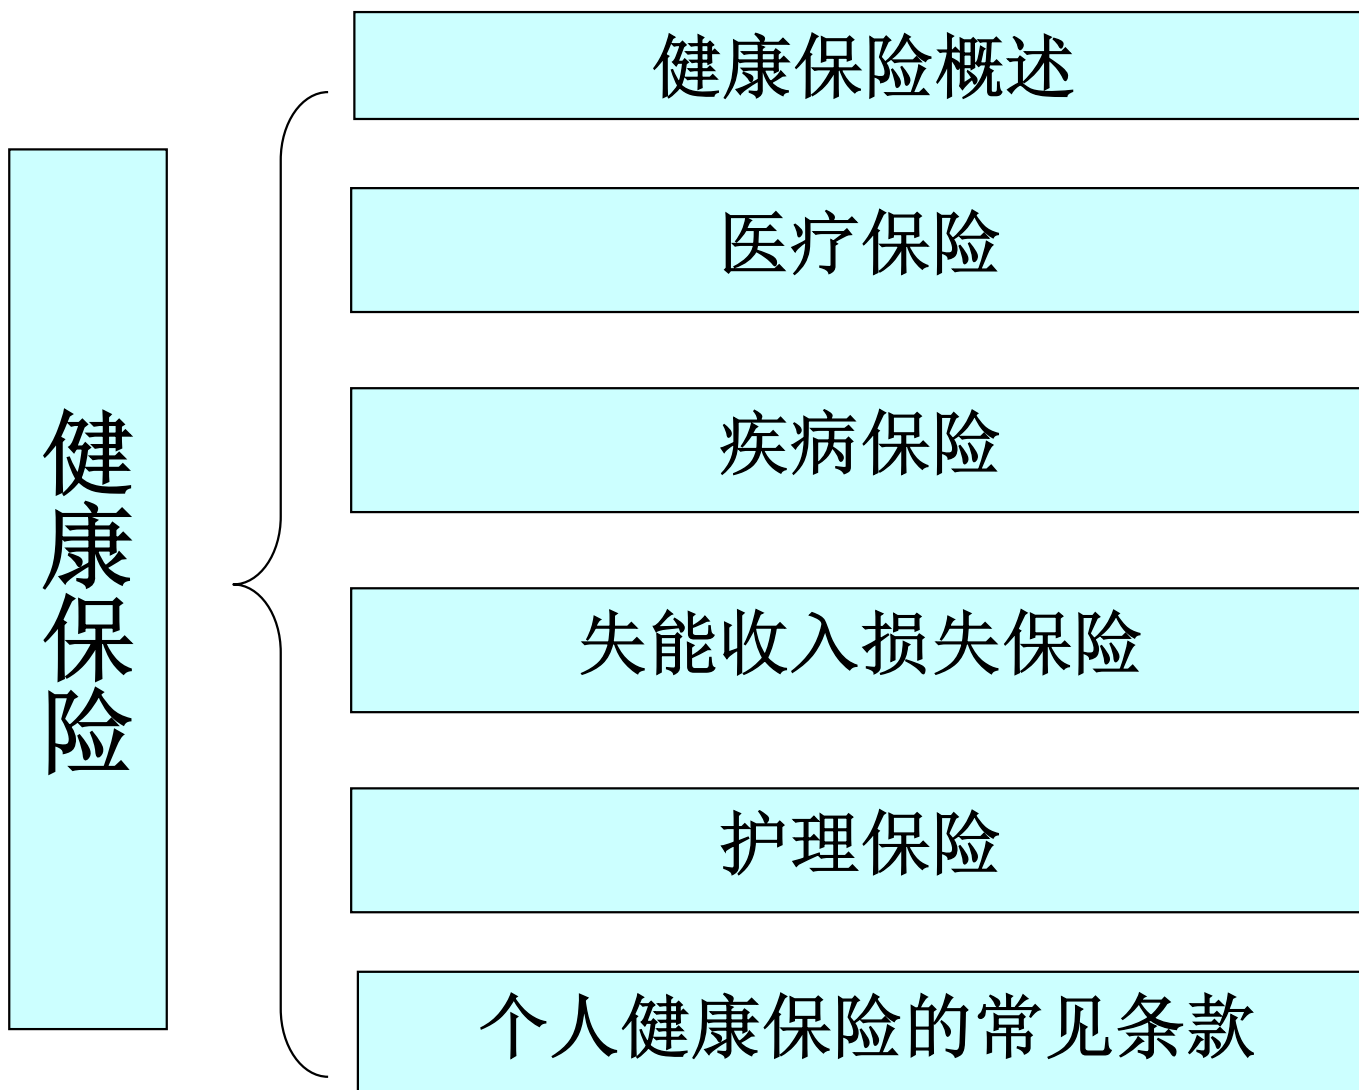 健康保险
健康保险概述
医疗保险
疾病保险
失能收入损失保险
护理保险
个人健康保险的常见条款